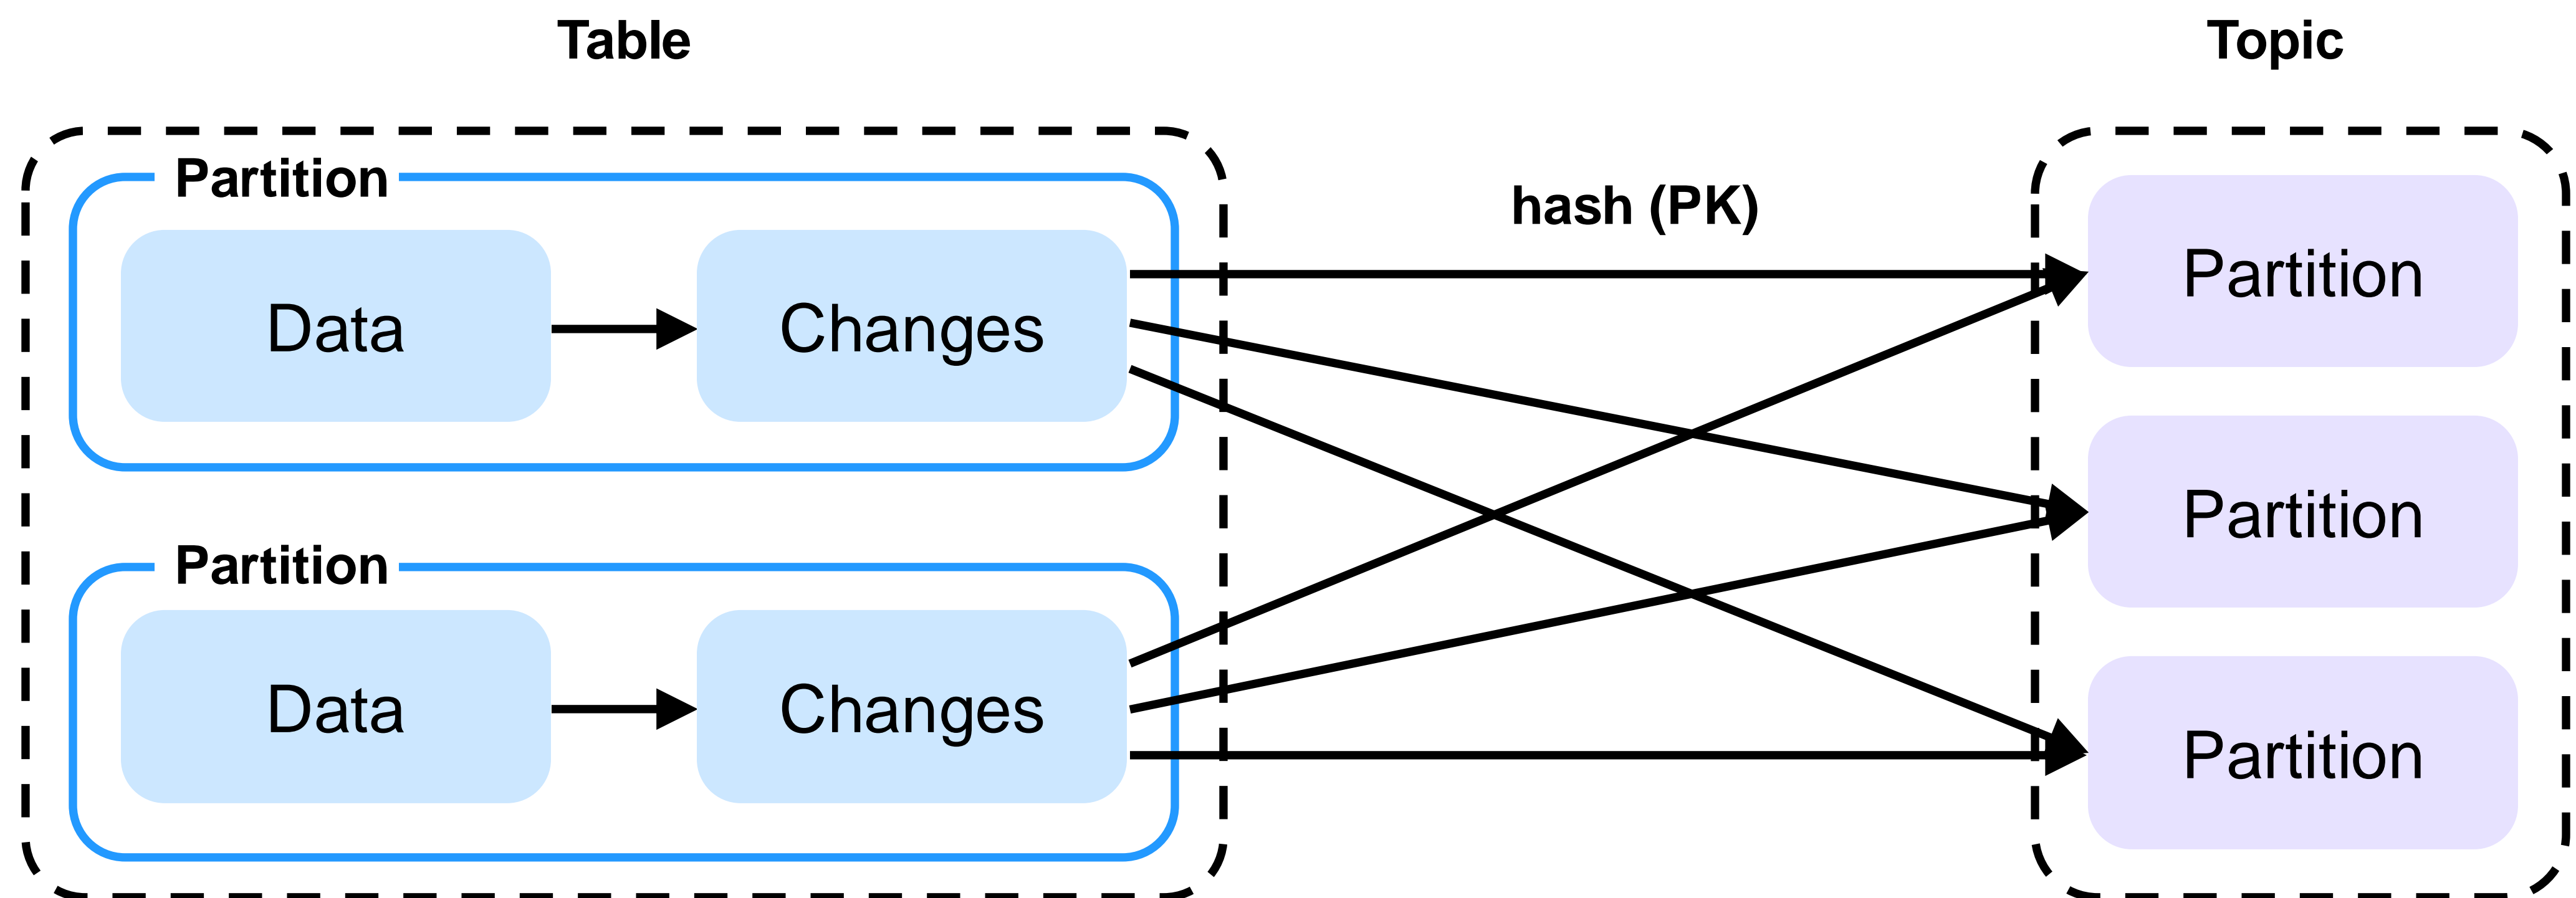 Table
Topic
Partition
Data
Changes
hash (PK)
Partition
Partition
Partition
Data
Changes
Partition